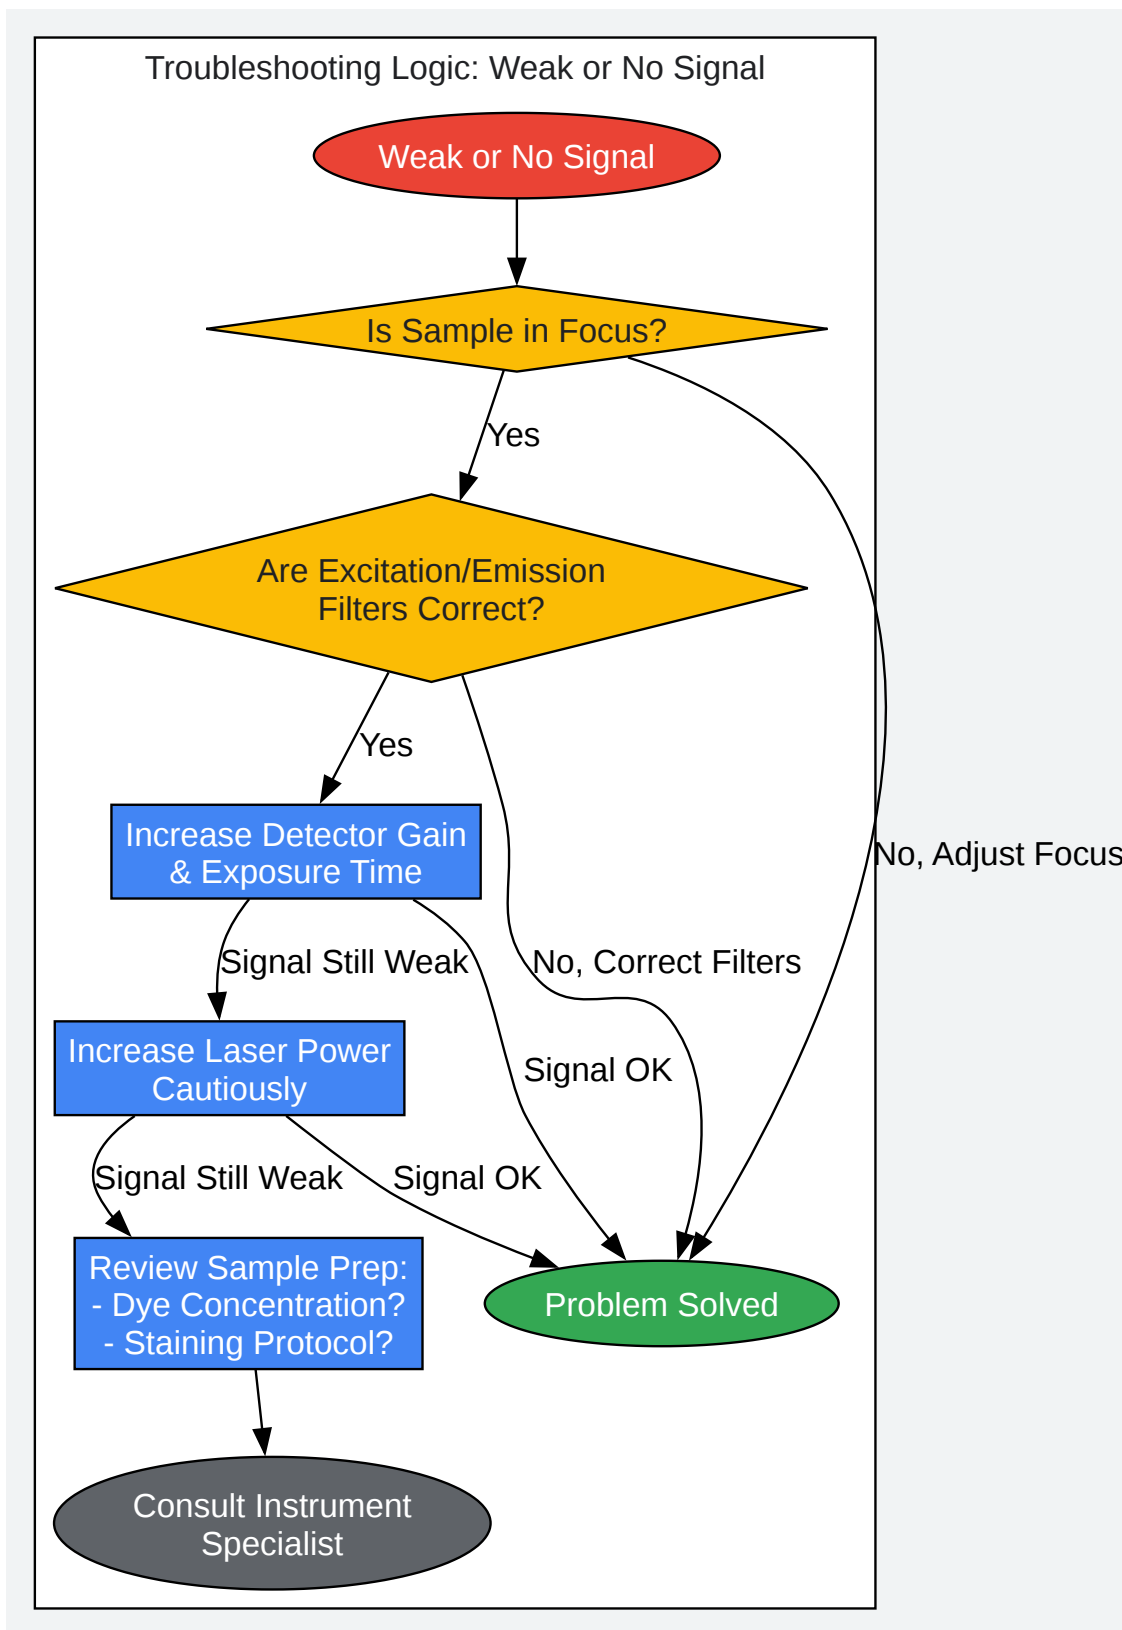 Troubleshooting Logic: Weak or No Signal
Weak or No Signal
Is Sample in Focus?
Yes
Are Excitation/Emission
Filters Correct?
Yes
Increase Detector Gain
& Exposure Time
No, Adjust Focus
Signal Still Weak
No, Correct Filters
Increase Laser Power
Cautiously
Signal OK
Signal Still Weak
Signal OK
Review Sample Prep:
- Dye Concentration?
- Staining Protocol?
Problem Solved
Consult Instrument
Specialist